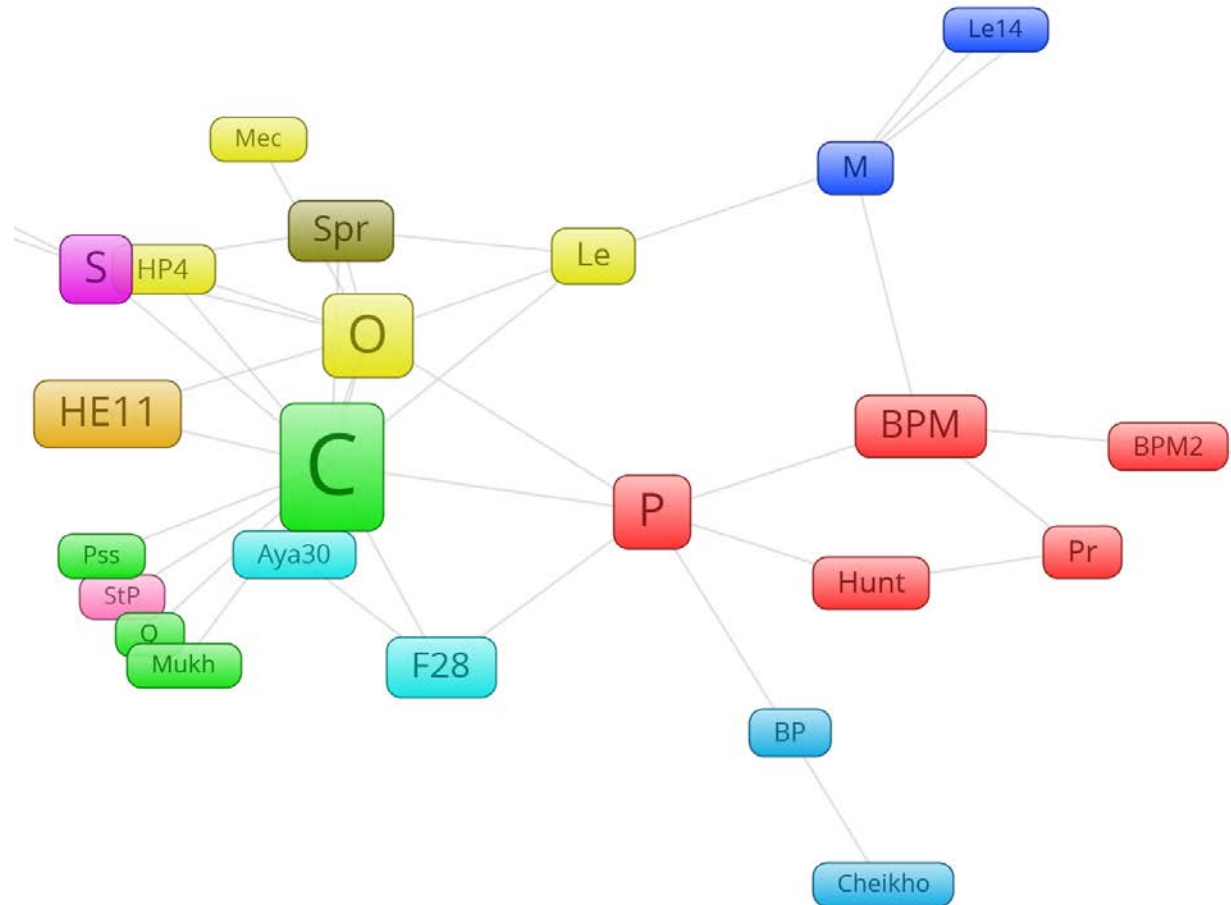 Le14
Mec
M
Spr
Le
S
HP4
O
HE11
BPM
BPM2
C
P
Pss
Aya30
Pr
Hunt
StP
Q
Mukh
F28
BP
Cheikho